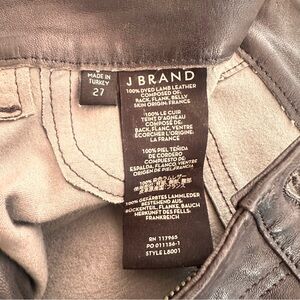 MADE IN
TURKEY
27
J BRAND
100% DYED LAMB LEATHER
COMPOSED OF:
BACK, FLANK, BELLY
SKIN ORIGIN: FRANCE
100% LE CUIR
TEINT D'AGNEAU
COMPOSÉ DE:
BACK, FLANC, VENTRE
ÉCORCHER L'ORIGINE:
LA FRANCE
100% PIEL TEÑIDA
DE CORDERO
COMPUESTO DE
ESPALDA, FLANCO, VIENTRE
ORIGEN DE PIEL:FRANCIA
100% GEFÄRBTES LAMMLEDER
BESTEHEND AUS:
RÜCKENTEIL, FLANKE, BAUCH
HERKUNFT DES FELLS:
FRANKREICH
RN 117965
PO 011156-1
STYLE L8001